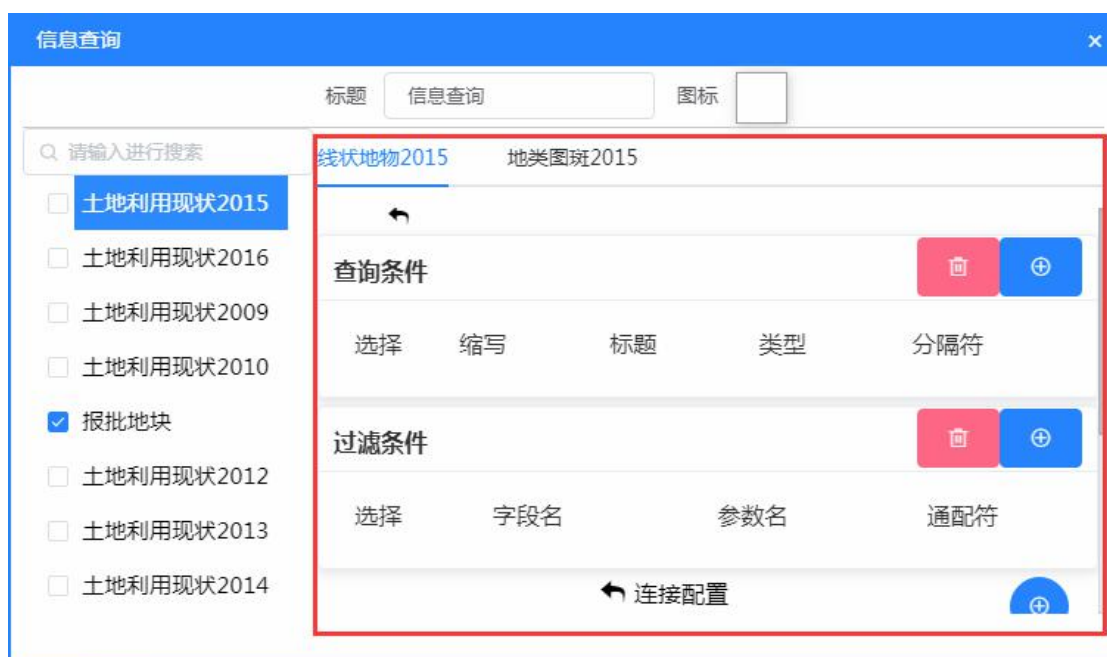 信息查询 ×
标题 信息查询 图标
请输入进行搜索
土地利用现状2015
土地利用现状2016
土地利用现状2009
土地利用现状2010
报批地块
土地利用现状2012
土地利用现状2013
土地利用现状2014
线状地物2015 地类图斑2015
查询条件
选择 缩写 标题 类型 分隔符
过滤条件
选择 字段名 参数名 通配符
连接配置